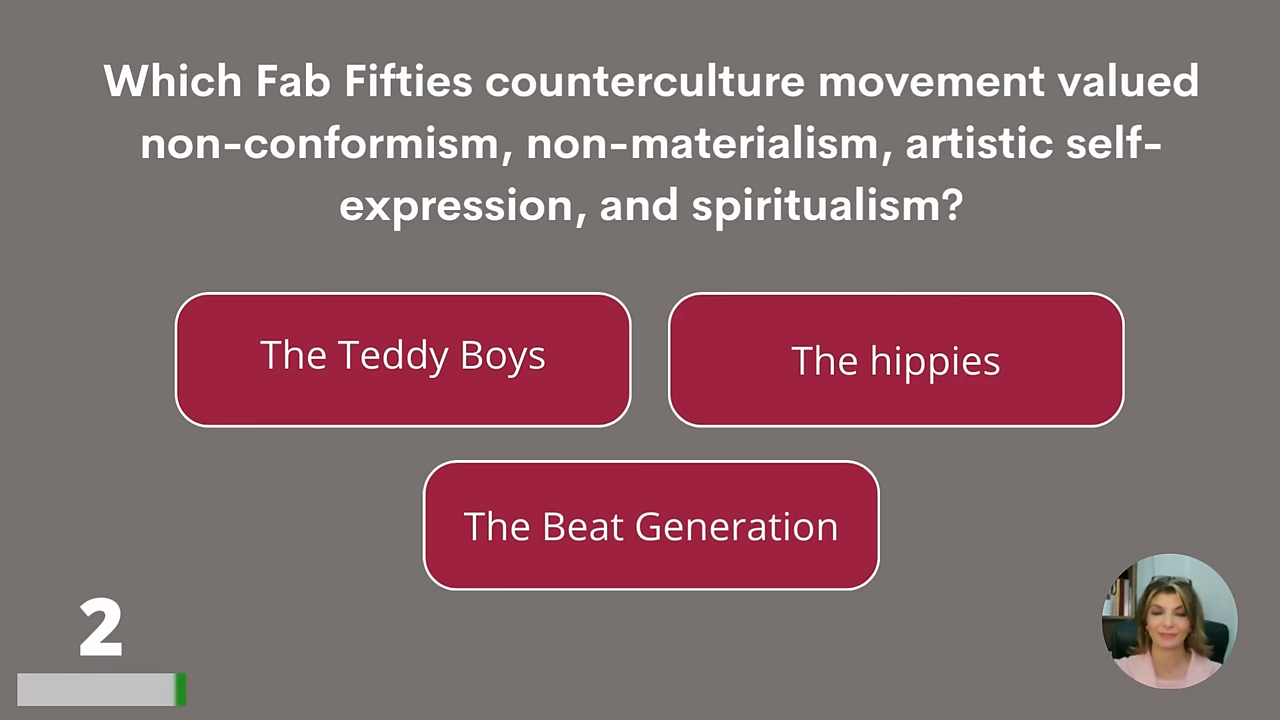 Which Fab Fifties counterculture movement valued
non-conformism, non-materialism, artistic self-
expression, and spiritualism?
The Teddy Boys
The hippies
The Beat Generation
2